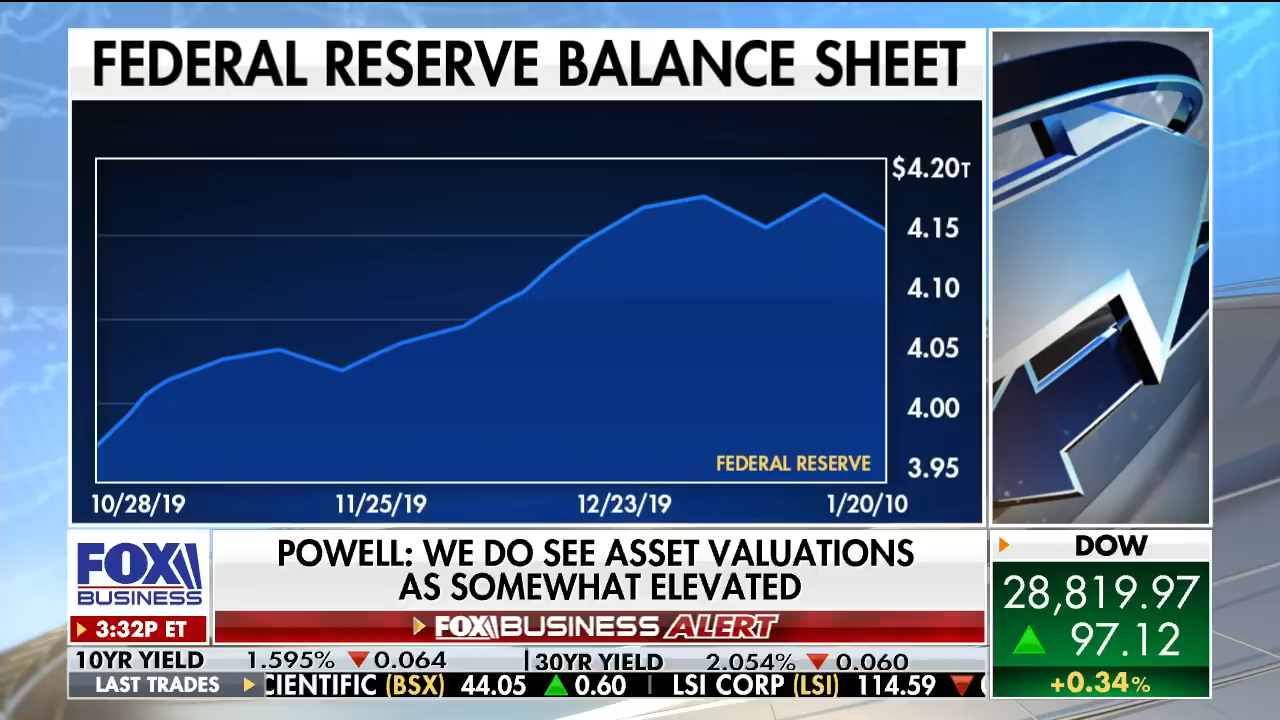 FEDERAL RESERVE BALANCE SHEET
$4.20T
4.15
4.10
4.05
4.00
3.95
FEDERAL RESERVE
10/28/19 11/25/19 12/23/19 1/20/10
FOX BUSINESS
3:32P ET
POWELL: WE DO SEE ASSET VALUATIONS
AS SOMEWHAT ELEVATED
FOX BUSINESS ALERT
DOW
28,819.97
97.12
+0.34%
10YR YIELD 1.595% 0.064 30YR YIELD 2.054% 0.060
LAST TRADES CIENTIFIC (BSX) 44.05 0.60 LSI CORP (LSI) 114.59